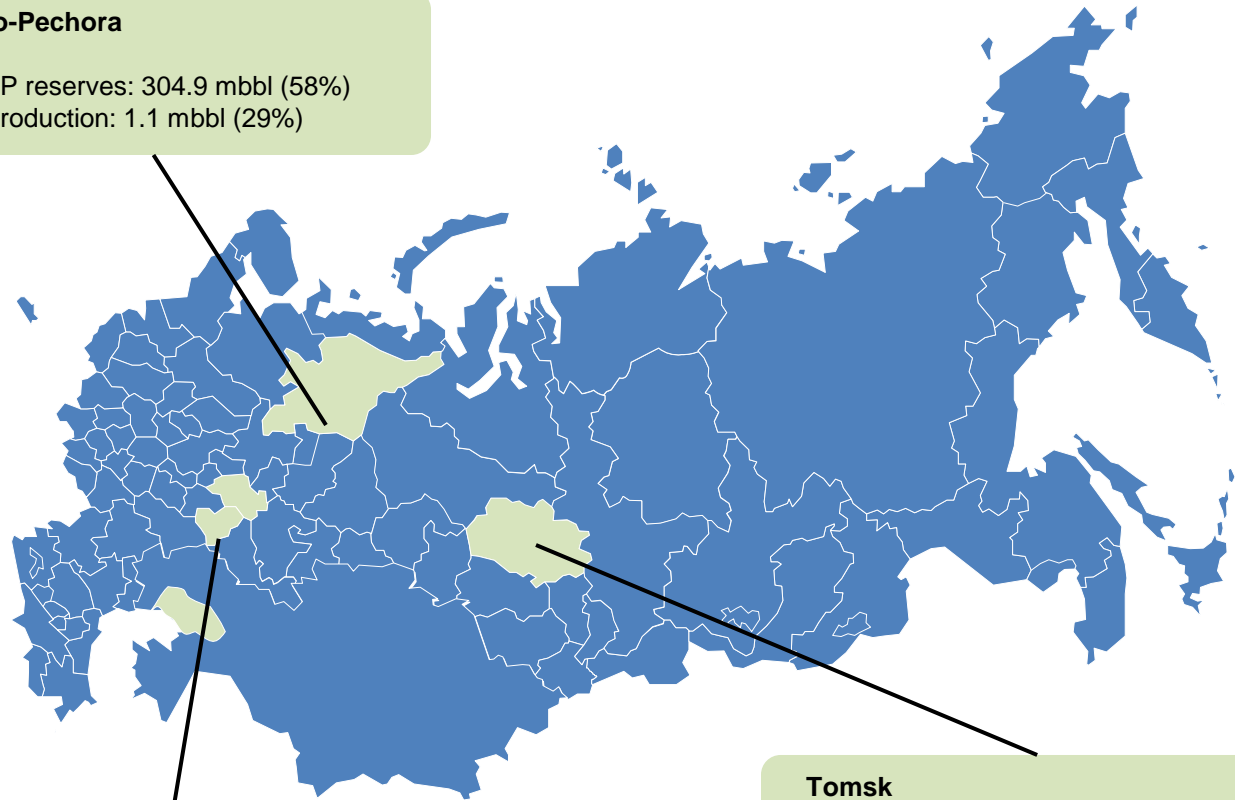 o-Pechora
P reserves: 304.9 mbbl (58%)
roduction: 1.1 mbbl (29%)
Tomsk